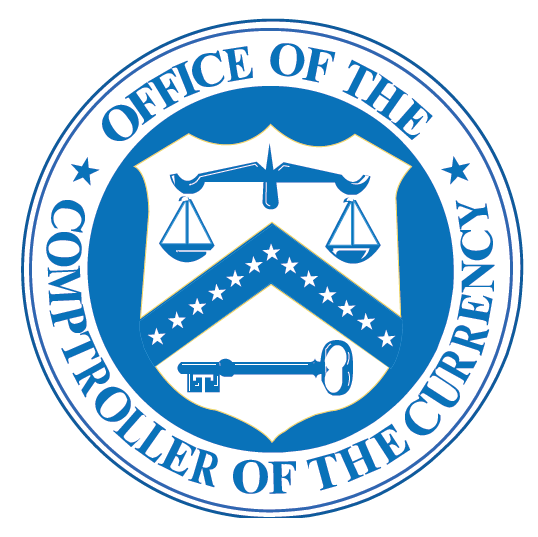 OFFICE OF THE
COMPTROLLER OF THE CURRENCY